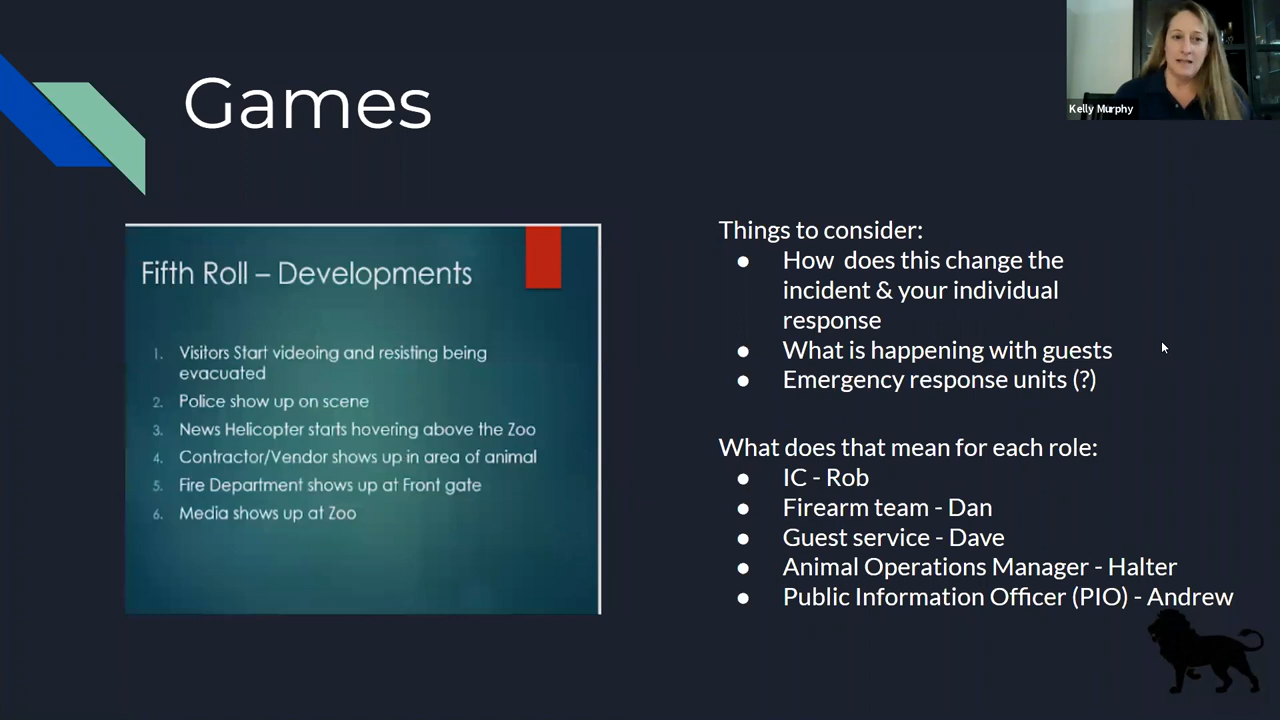 Games
Kelly Murphy
Fifth Roll – Developments
1. Visitors Start videoing and resisting being
evacuated
2. Police show up on scene
3. News Helicopter starts hovering above the Zoo
4. Contractor/Vendor shows up in area of animal
5. Fire Department shows up at Front gate
6. Media shows up at Zoo
Things to consider:
● How does this change the
incident & your individual
response
● What is happening with guests
● Emergency response units (?)
What does that mean for each role:
● IC - Rob
● Firearm team - Dan
● Guest service - Dave
● Animal Operations Manager - Halter
● Public Information Officer (PIO) - Andrew